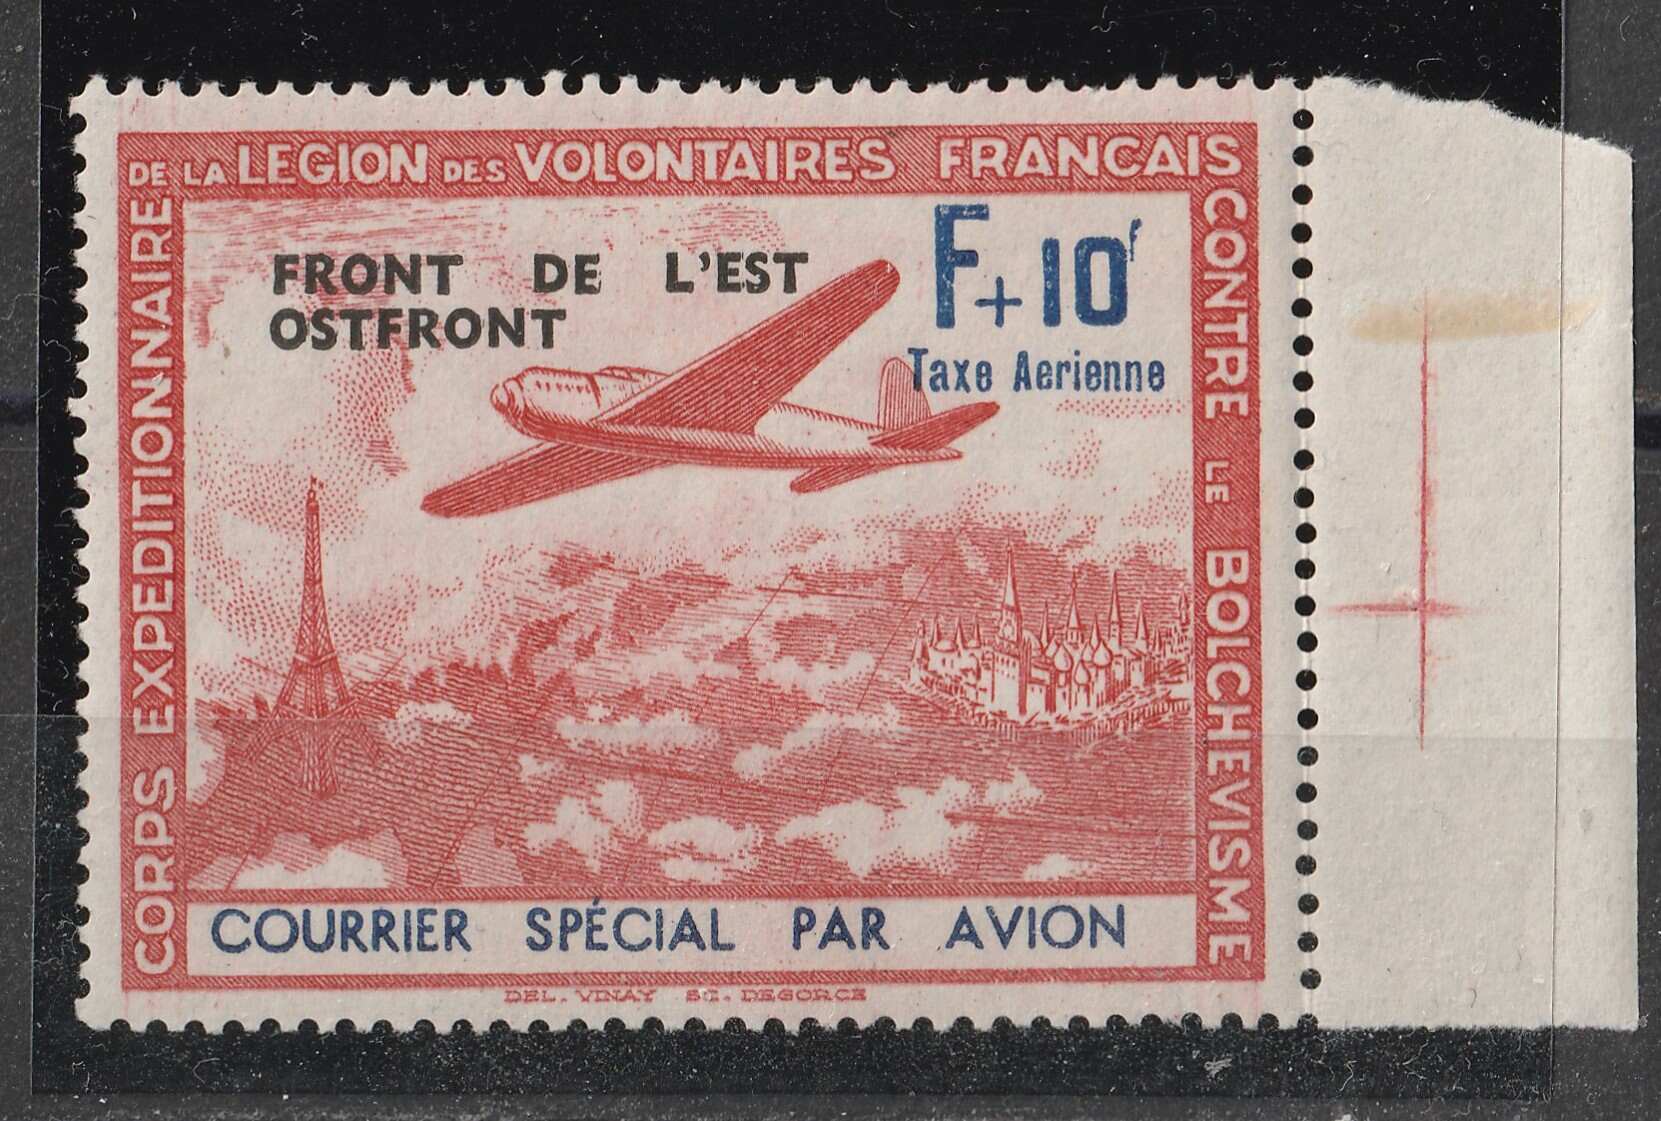 CORPS EXPEDITIONNAIRE
DE LA LEGION DES VOLONTAIRES FRANCAIS
CONTRE LE BOLCHEVISME
FRONT DE L'EST
OSTFRONT
F+10f
Taxe Aerienne
COURRIER SPÉCIAL PAR AVION
DEL. VINAY SC. DEGORCE